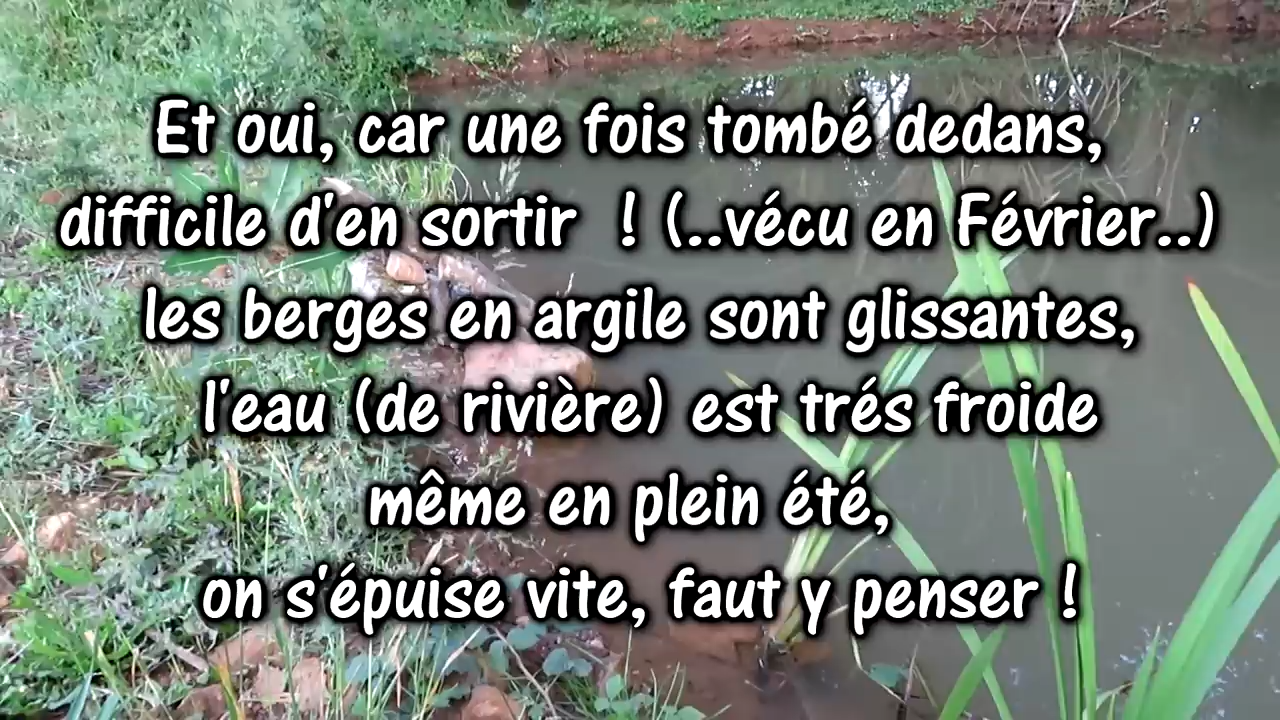 Et oui, car une fois tombé dedans,
difficile d'en sortir  ! (..vécu en Février..)
les berges en argile sont glissantes,
l'eau (de rivière) est trés froide
même en plein été,
on s'épuise vite, faut y penser !